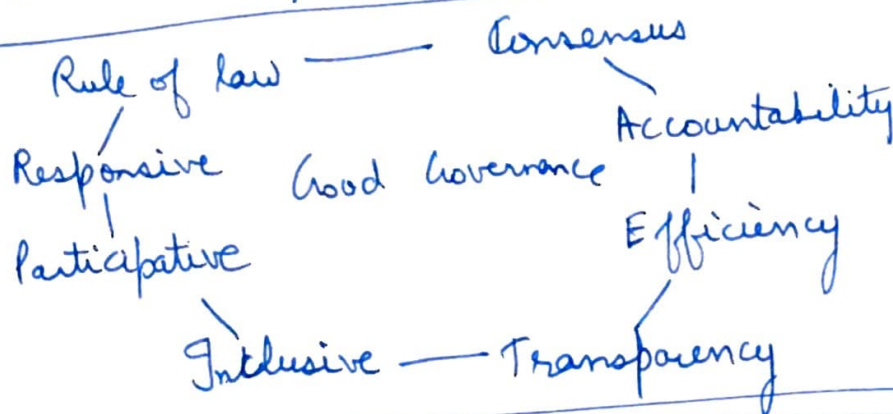 Rule of law — Consensus
Accountability
Responsive Good Governance
Efficiency
Participative
Inclusive — Transparency